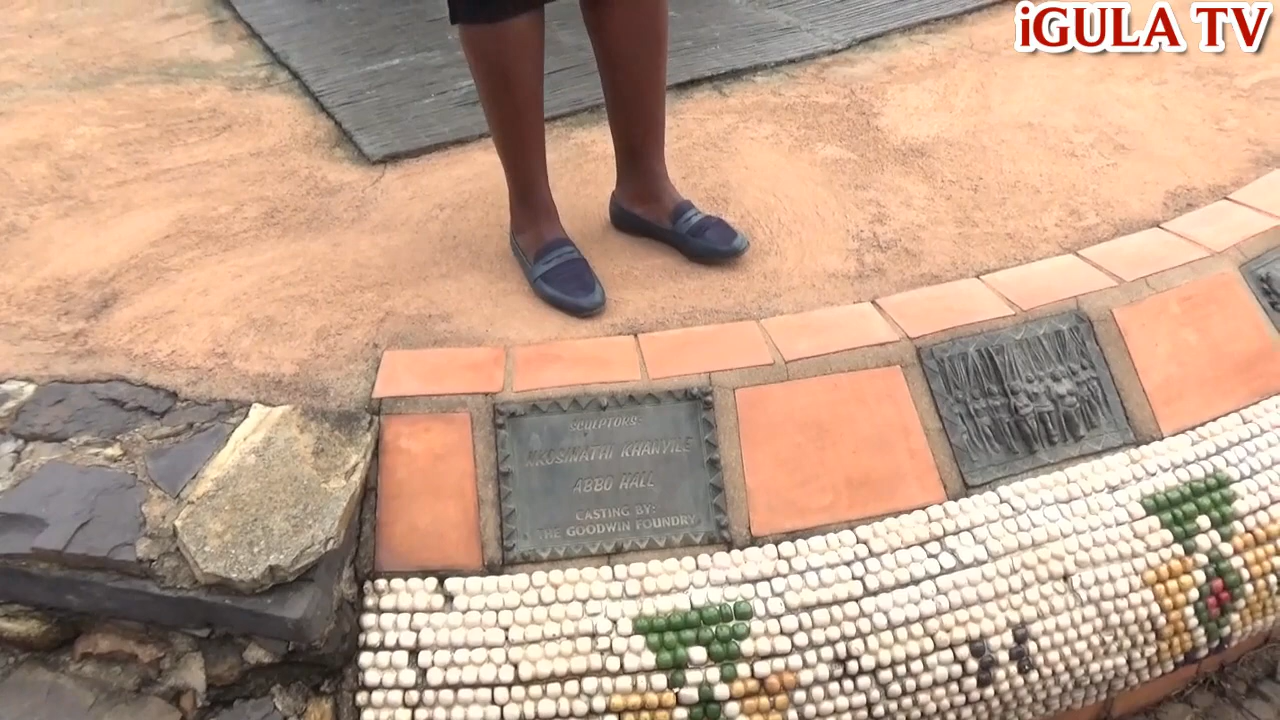 iGULA TV
SCULPTORS:-
NKOSINATHI KHANYILE
ABBO HALL
CASTING BY:
THE GOODWIN FOUNDRY